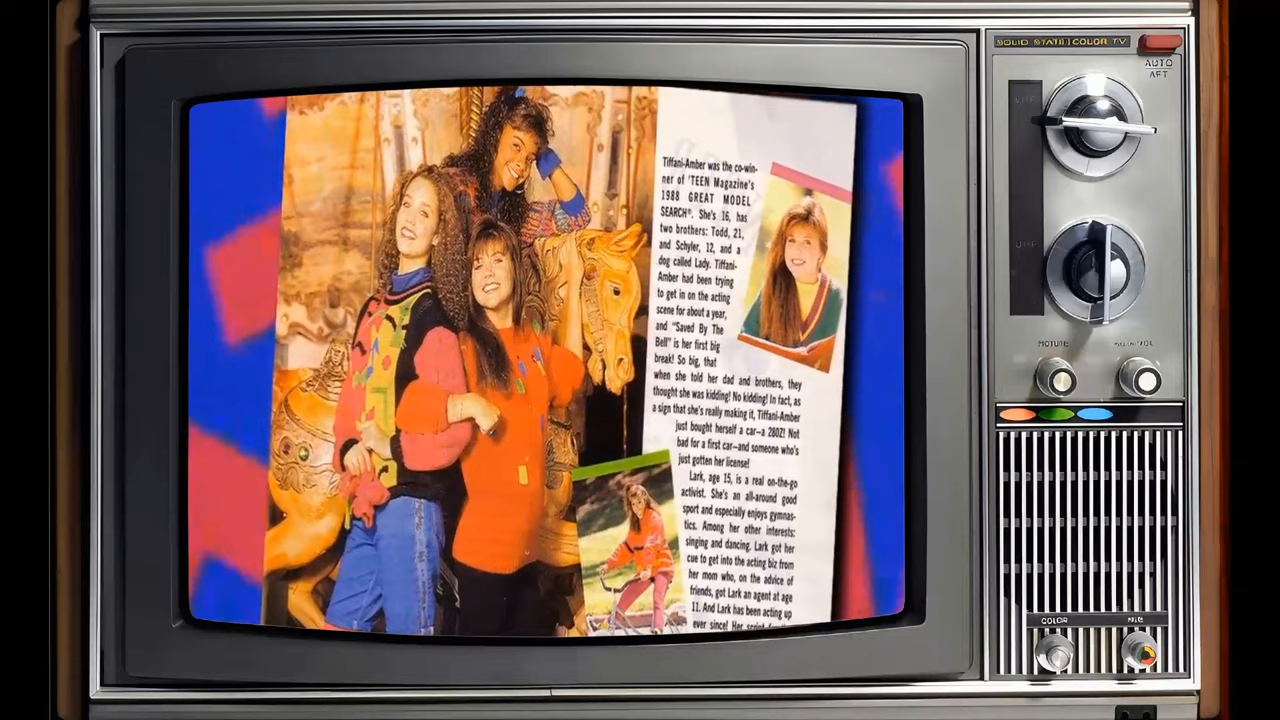 SOLID STATE COLOR TV
AUTO
AFT
VHF
UHF
Tiffani-Amber was the co-win-
ner of 'TEEN Magazine's
1988 GREAT MODEL
SEARCH®. She's 16, has
two brothers: Todd, 21,
and Schyler, 12, and a
dog called Lady. Tiffani-
Amber had been trying
to get in on the acting
scene for about a year,
and "Saved By The
Bell" is her first big
break! So big, that
when she told her dad and brothers, they
thought she was kidding! No kidding! In fact, as
a sign that she's really making it, Tiffani-Amber
just bought herself a car—a 280Z! Not
bad for a first car—and someone who's
just gotten her license!
Lark, age 15, is a real on-the-go
activist. She's an all-around good
sport and especially enjoys gymnas-
tics. Among her other interests:
singing and dancing. Lark got her
cue to get into the acting biz from
her mom who, on the advice of
friends, got Lark an agent at age
11. And Lark has been acting up
ever since! Her script
COLOR